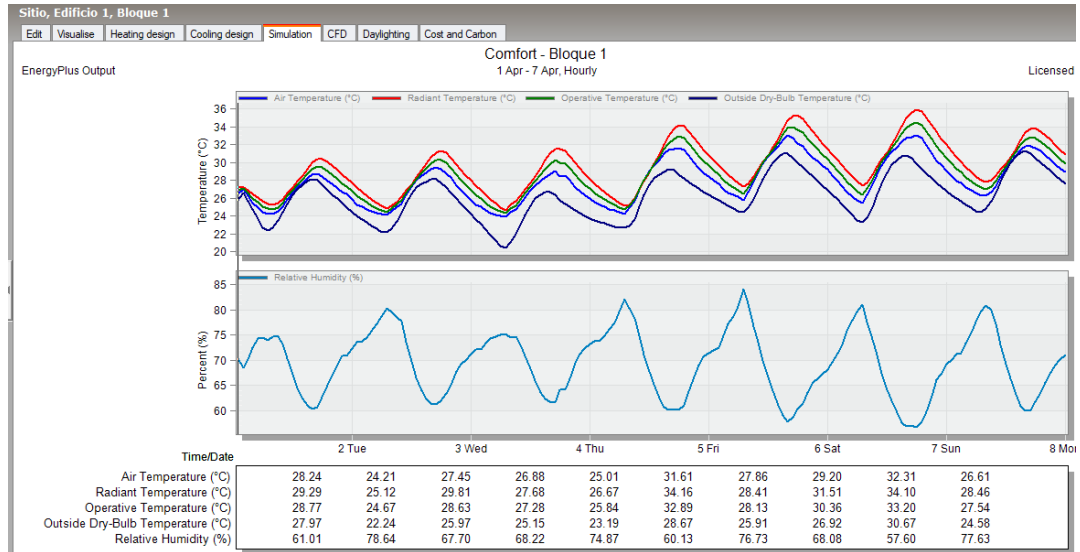 Sitio, Edificio 1, Bloque 1
Edit Visualise Heating design Cooling design Simulation CFD Daylighting Cost and Carbon
Comfort - Bloque 1
EnergyPlus Output 1 Apr - 7 Apr, Hourly Licensed
Air Temperature (°C) Radiant Temperature (°C) Operative Temperature (°C) Outside Dry-Bulb Temperature (°C)
Temperature (°C)
36
34
32
30
28
26
24
22
20
Relative Humidity (%)
Percent (%)
85
80
75
70
65
60
2 Tue 3 Wed 4 Thu 5 Fri 6 Sat 7 Sun 8 Mon
Time/Date
Air Temperature (°C) 28.24 24.21 27.45 26.88 25.01 31.61 27.86 29.20 32.31 26.61
Radiant Temperature (°C) 29.29 25.12 29.81 27.68 26.67 34.16 28.41 31.51 34.10 28.46
Operative Temperature (°C) 28.77 24.67 28.63 27.28 25.84 32.89 28.13 30.36 33.20 27.54
Outside Dry-Bulb Temperature (°C) 27.97 22.24 25.97 25.15 23.19 28.67 25.91 26.92 30.67 24.58
Relative Humidity (%) 61.01 78.64 67.70 68.22 74.87 60.13 76.73 68.08 57.60 77.63